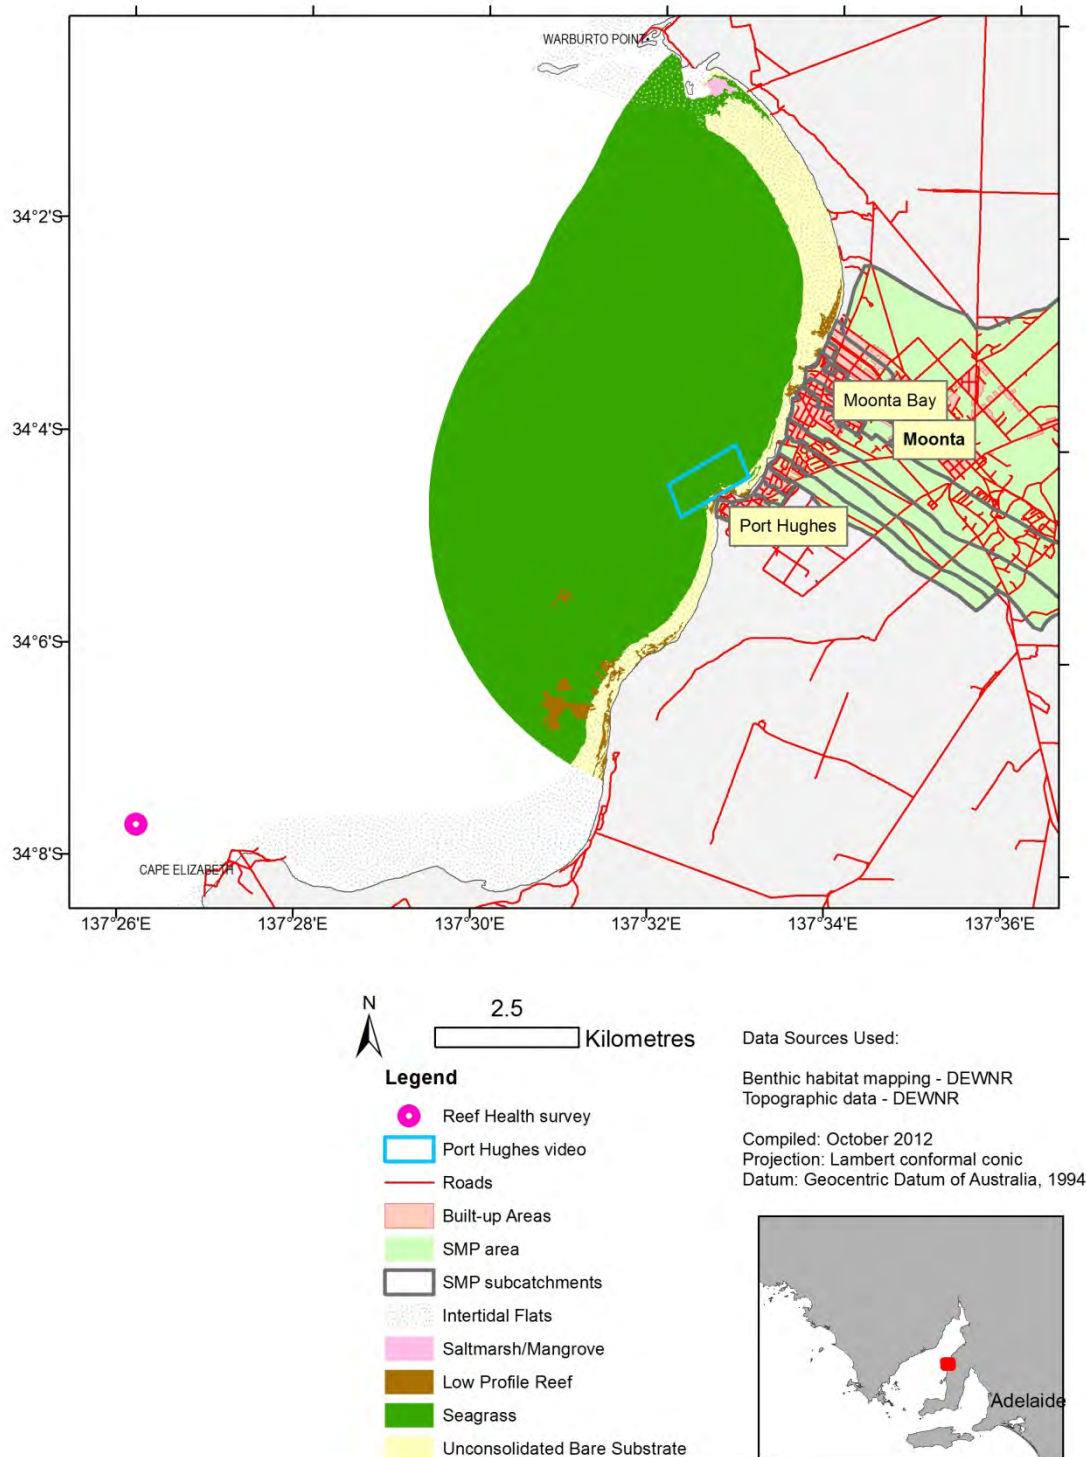 WARBURTO POINT
34°2'S
34°4'S
Moonta Bay
Moonta
Port Hughes
34°6'S
34°8'S
CAPE ELIZABETH
137°26'E
137°28'E
137°30'E
137°32'E
137°34'E
137°36'E
N
2.5
Kilometres
Legend
Reef Health survey
Port Hughes video
Roads
Built-up Areas
SMP area
SMP subcatchments
Intertidal Flats
Saltmarsh/Mangrove
Low Profile Reef
Seagrass
Unconsolidated Bare Substrate
Data Sources Used:
Benthic habitat mapping - DEWNR
Topographic data - DEWNR
Compiled: October 2012
Projection: Lambert conformal conic
Datum: Geocentric Datum of Australia, 1994
Adelaide